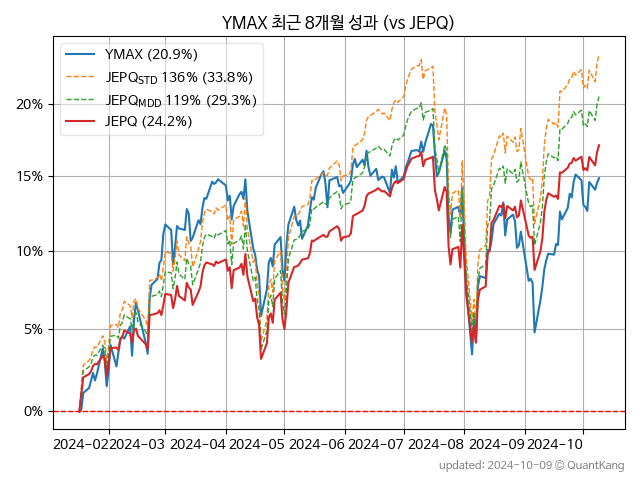 YMAX 최근 8개월 성과 (vs JEPQ)
YMAX (20.9%)
JEPQSTD 136% (33.8%)
JEPQMDD 119% (29.3%)
JEPQ (24.2%)
20%
15%
10%
5%
0%
2024-02 2024-03 2024-04 2024-05 2024-06 2024-07 2024-08 2024-09 2024-10
updated: 2024-10-09 © QuantKang